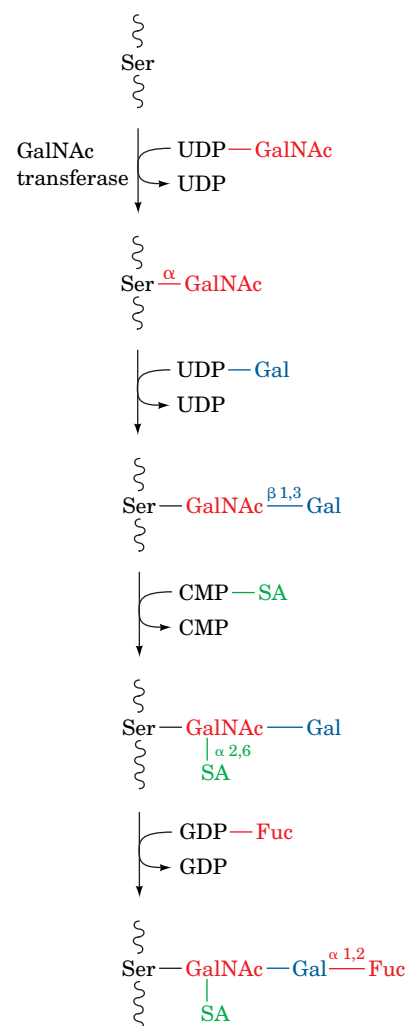 Ser
GalNAc
transferase
UDP—GalNAc
UDP
Ser—α—GalNAc
UDP—Gal
UDP
Ser—GalNAc—β 1,3—Gal
CMP—SA
CMP
Ser—GalNAc—Gal
α 2,6
SA
GDP—Fuc
GDP
Ser—GalNAc—Gal—α 1,2—Fuc
SA